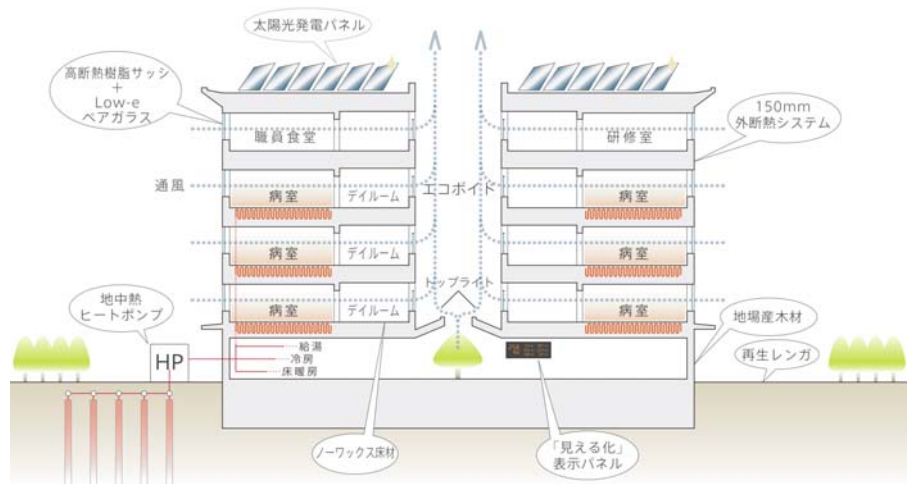 太陽光発電パネル
高断熱樹脂サッシ
+
Low-e
ペアガラス
150mm
外断熱システム
職員食堂
研修室
通風
エコボイド
病室
デイルーム
病室
病室
デイルーム
病室
トップライト
病室
デイルーム
病室
地中熱
ヒートポンプ
地場産木材
HP
給湯
冷房
床暖房
再生レンガ
ノーワックス床材
「見える化」
表示パネル